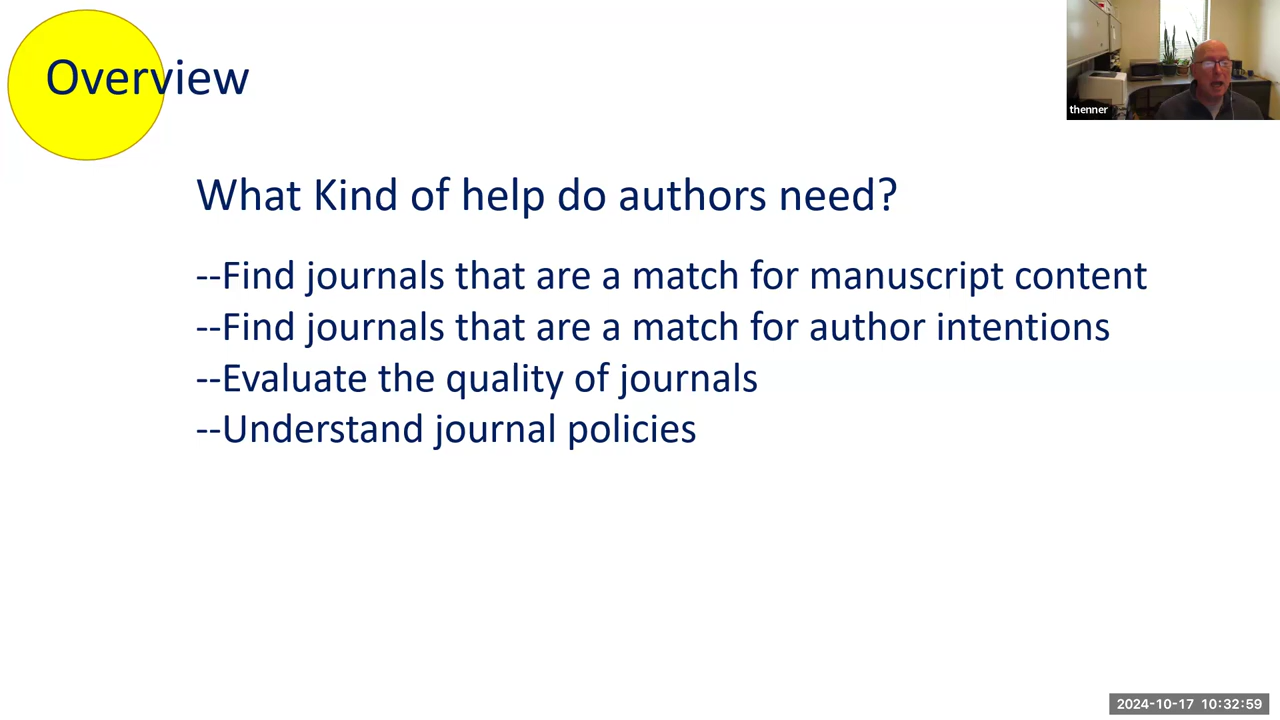 Overview
thenner
What Kind of help do authors need?
--Find journals that are a match for manuscript content
--Find journals that are a match for author intentions
--Evaluate the quality of journals
--Understand journal policies
2024-10-17 10:32:59